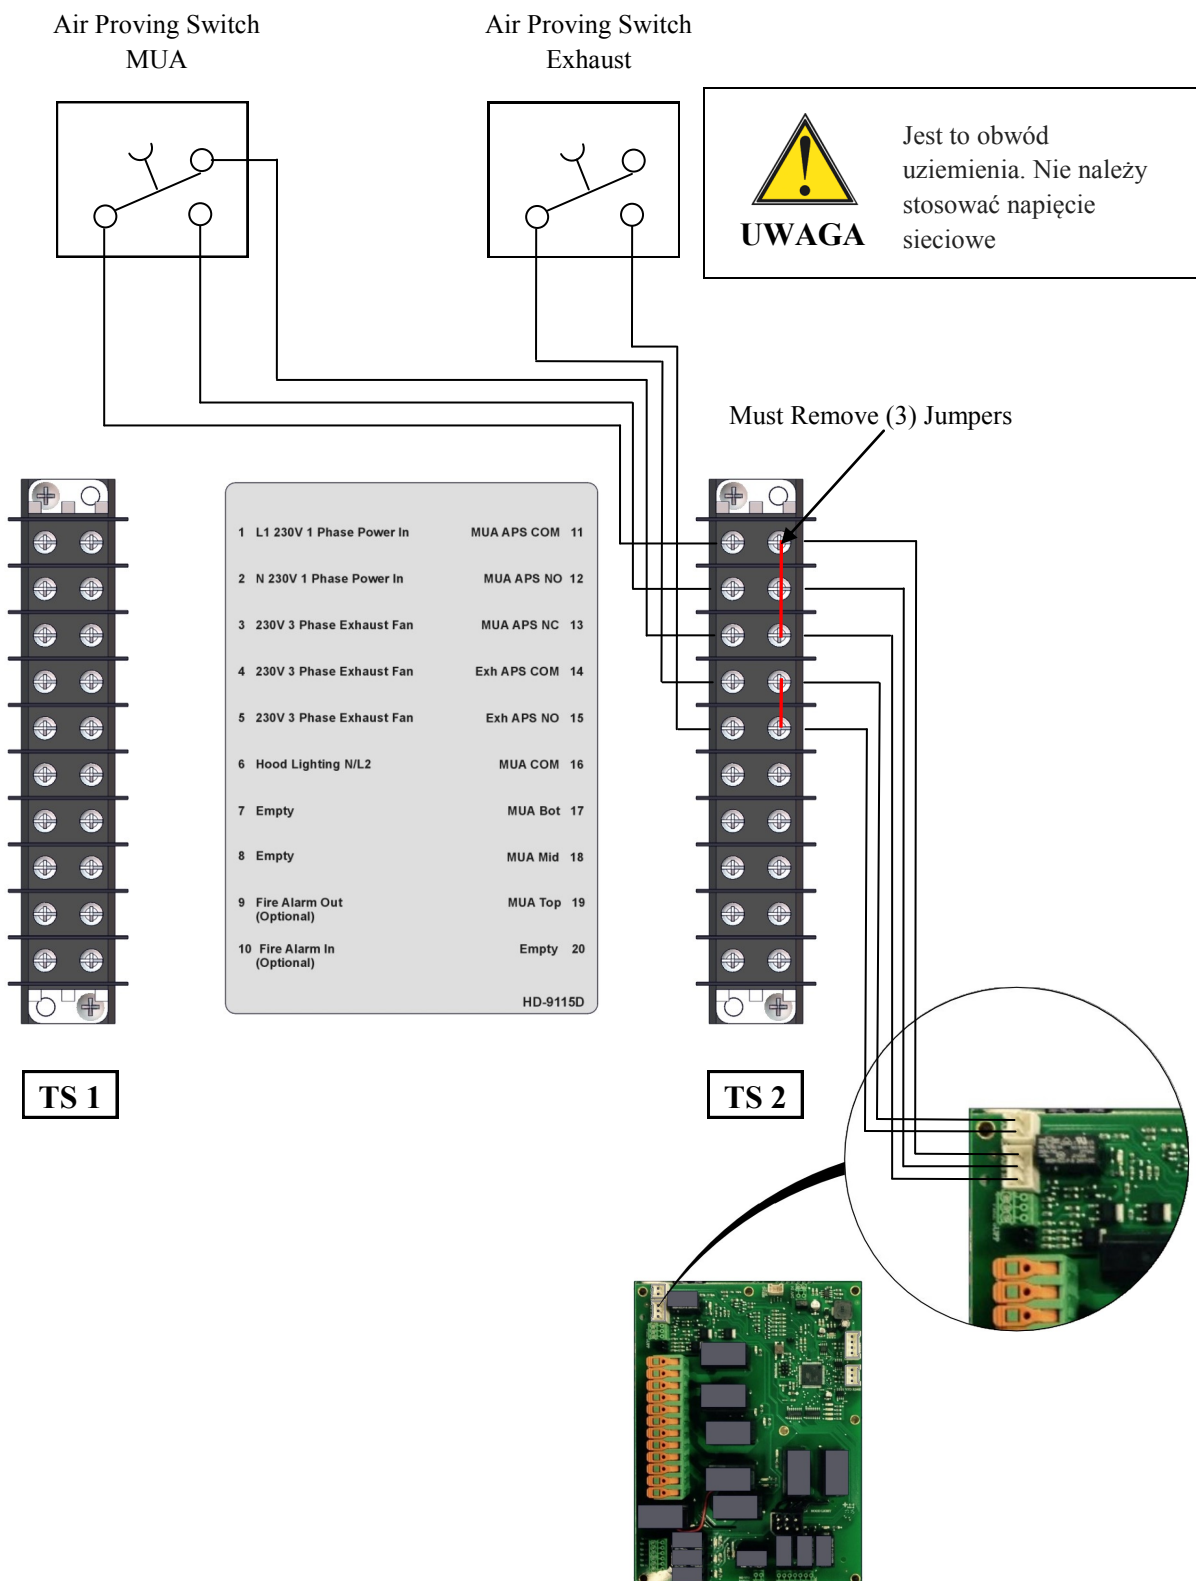 Air Proving Switch
MUA
Air Proving Switch
Exhaust
UWAGA
Jest to obwód
uziemienia. Nie należy
stosować napięcie
sieciowe
Must Remove (3) Jumpers
1 L1 230V 1 Phase Power In MUA APS COM 11
2 N 230V 1 Phase Power In MUA APS NO 12
3 230V 3 Phase Exhaust Fan MUA APS NC 13
4 230V 3 Phase Exhaust Fan Exh APS COM 14
5 230V 3 Phase Exhaust Fan Exh APS NO 15
6 Hood Lighting N/L2 MUA COM 16
7 Empty MUA Bot 17
8 Empty MUA Mid 18
9 Fire Alarm Out MUA Top 19
(Optional)
10 Fire Alarm In Empty 20
(Optional)
HD-9115D
TS 1
TS 2